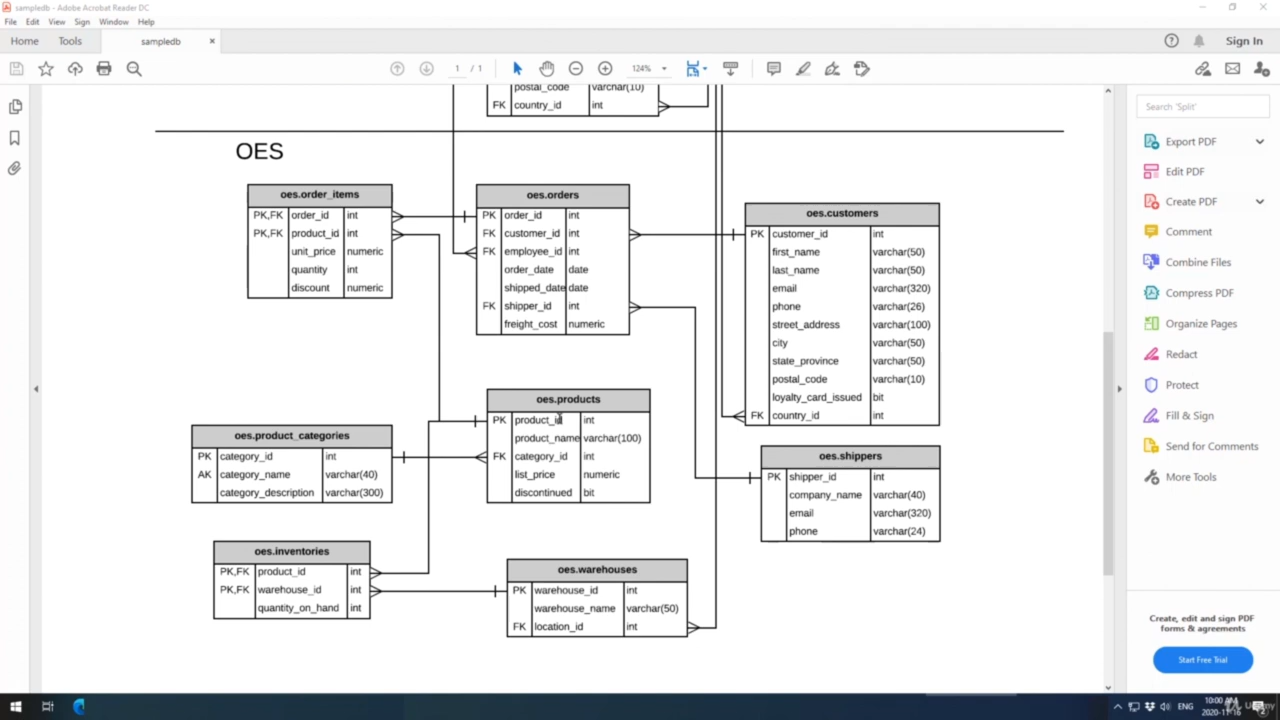 sampledb - Adobe Acrobat Reader DC
File Edit View Sign Window Help
Home Tools sampledb × Sign In
1 / 1 124%
postal_code varchar(10)
FK country_id int
OES
oes.order_items
PK,FK order_id int
PK,FK product_id int
unit_price numeric
quantity int
discount numeric
oes.orders
PK order_id int
FK customer_id int
FK employee_id int
order_date date
shipped_date date
FK shipper_id int
freight_cost numeric
oes.customers
PK customer_id int
first_name varchar(50)
last_name varchar(50)
email varchar(320)
phone varchar(26)
street_address varchar(100)
city varchar(50)
state_province varchar(50)
postal_code varchar(10)
loyalty_card_issued bit
FK country_id int
oes.products
PK product_id int
product_name varchar(100)
FK category_id int
list_price numeric
discontinued bit
oes.product_categories
PK category_id int
AK category_name varchar(40)
category_description varchar(300)
oes.shippers
PK shipper_id int
company_name varchar(40)
email varchar(320)
phone varchar(24)
oes.inventories
PK,FK product_id int
PK,FK warehouse_id int
quantity_on_hand int
oes.warehouses
PK warehouse_id int
warehouse_name varchar(50)
FK location_id int
Search 'Split'
Export PDF
Edit PDF
Create PDF
Comment
Combine Files
Compress PDF
Organize Pages
Redact
Protect
Fill & Sign
Send for Comments
More Tools
Create, edit and sign PDF
forms & agreements
Start Free Trial
ENG
10:00 AM
2020-11-16
Udemy